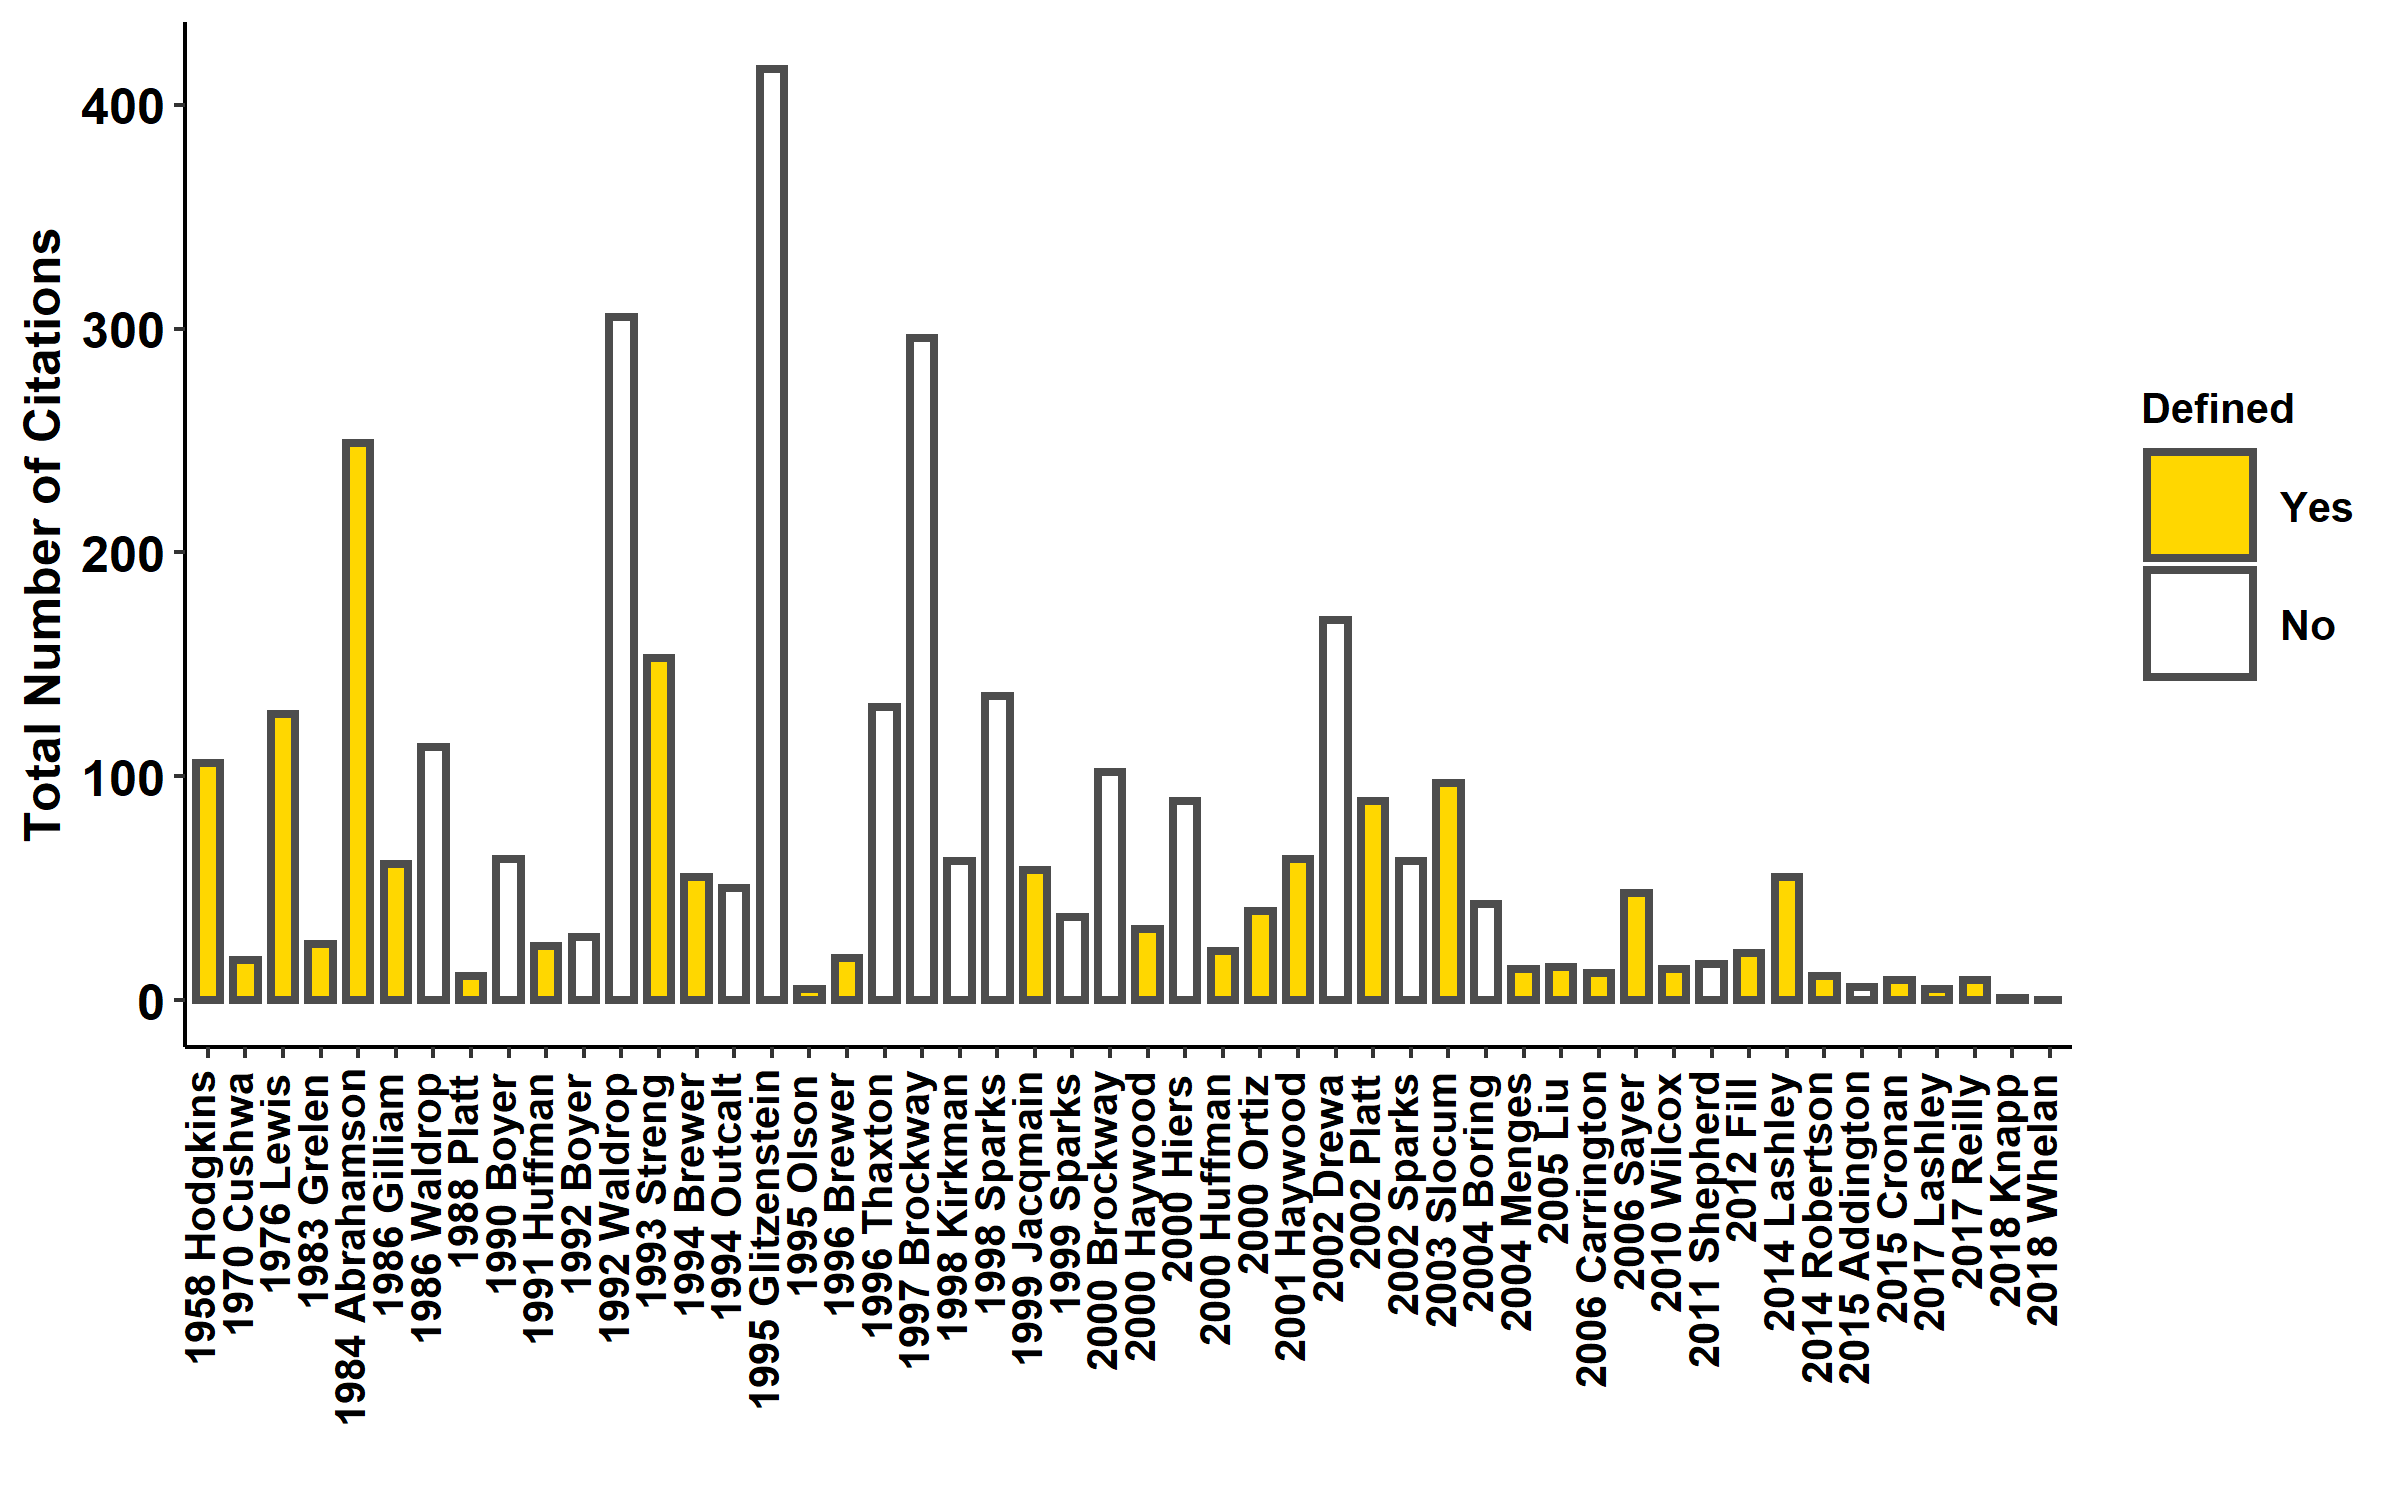 Total Number of Citations
400
300
200
100
0
1958 Hodgkins
1970 Cushwa
1976 Lewis
1983 Grelen
1984 Abrahamson
1986 Gilliam
1986 Waldrop
1988 Platt
1990 Boyer
1991 Huffman
1992 Boyer
1992 Waldrop
1993 Streng
1994 Brewer
1994 Outcalt
1995 Glitzenstein
1995 Olson
1996 Brewer
1996 Thaxton
1997 Brockway
1998 Kirkman
1998 Sparks
1999 Jacqmain
1999 Sparks
2000 Brockway
2000 Haywood
2000 Hiers
2000 Huffman
2000 Ortiz
2001 Haywood
2002 Drewa
2002 Platt
2002 Sparks
2003 Slocum
2004 Boring
2004 Menges
2005 Liu
2006 Carrington
2006 Sayer
2010 Wilcox
2011 Shepherd
2012 Fill
2014 Lashley
2014 Robertson
2015 Addington
2015 Cronan
2017 Lashley
2017 Reilly
2018 Knapp
2018 Whelan
Defined
Yes
No